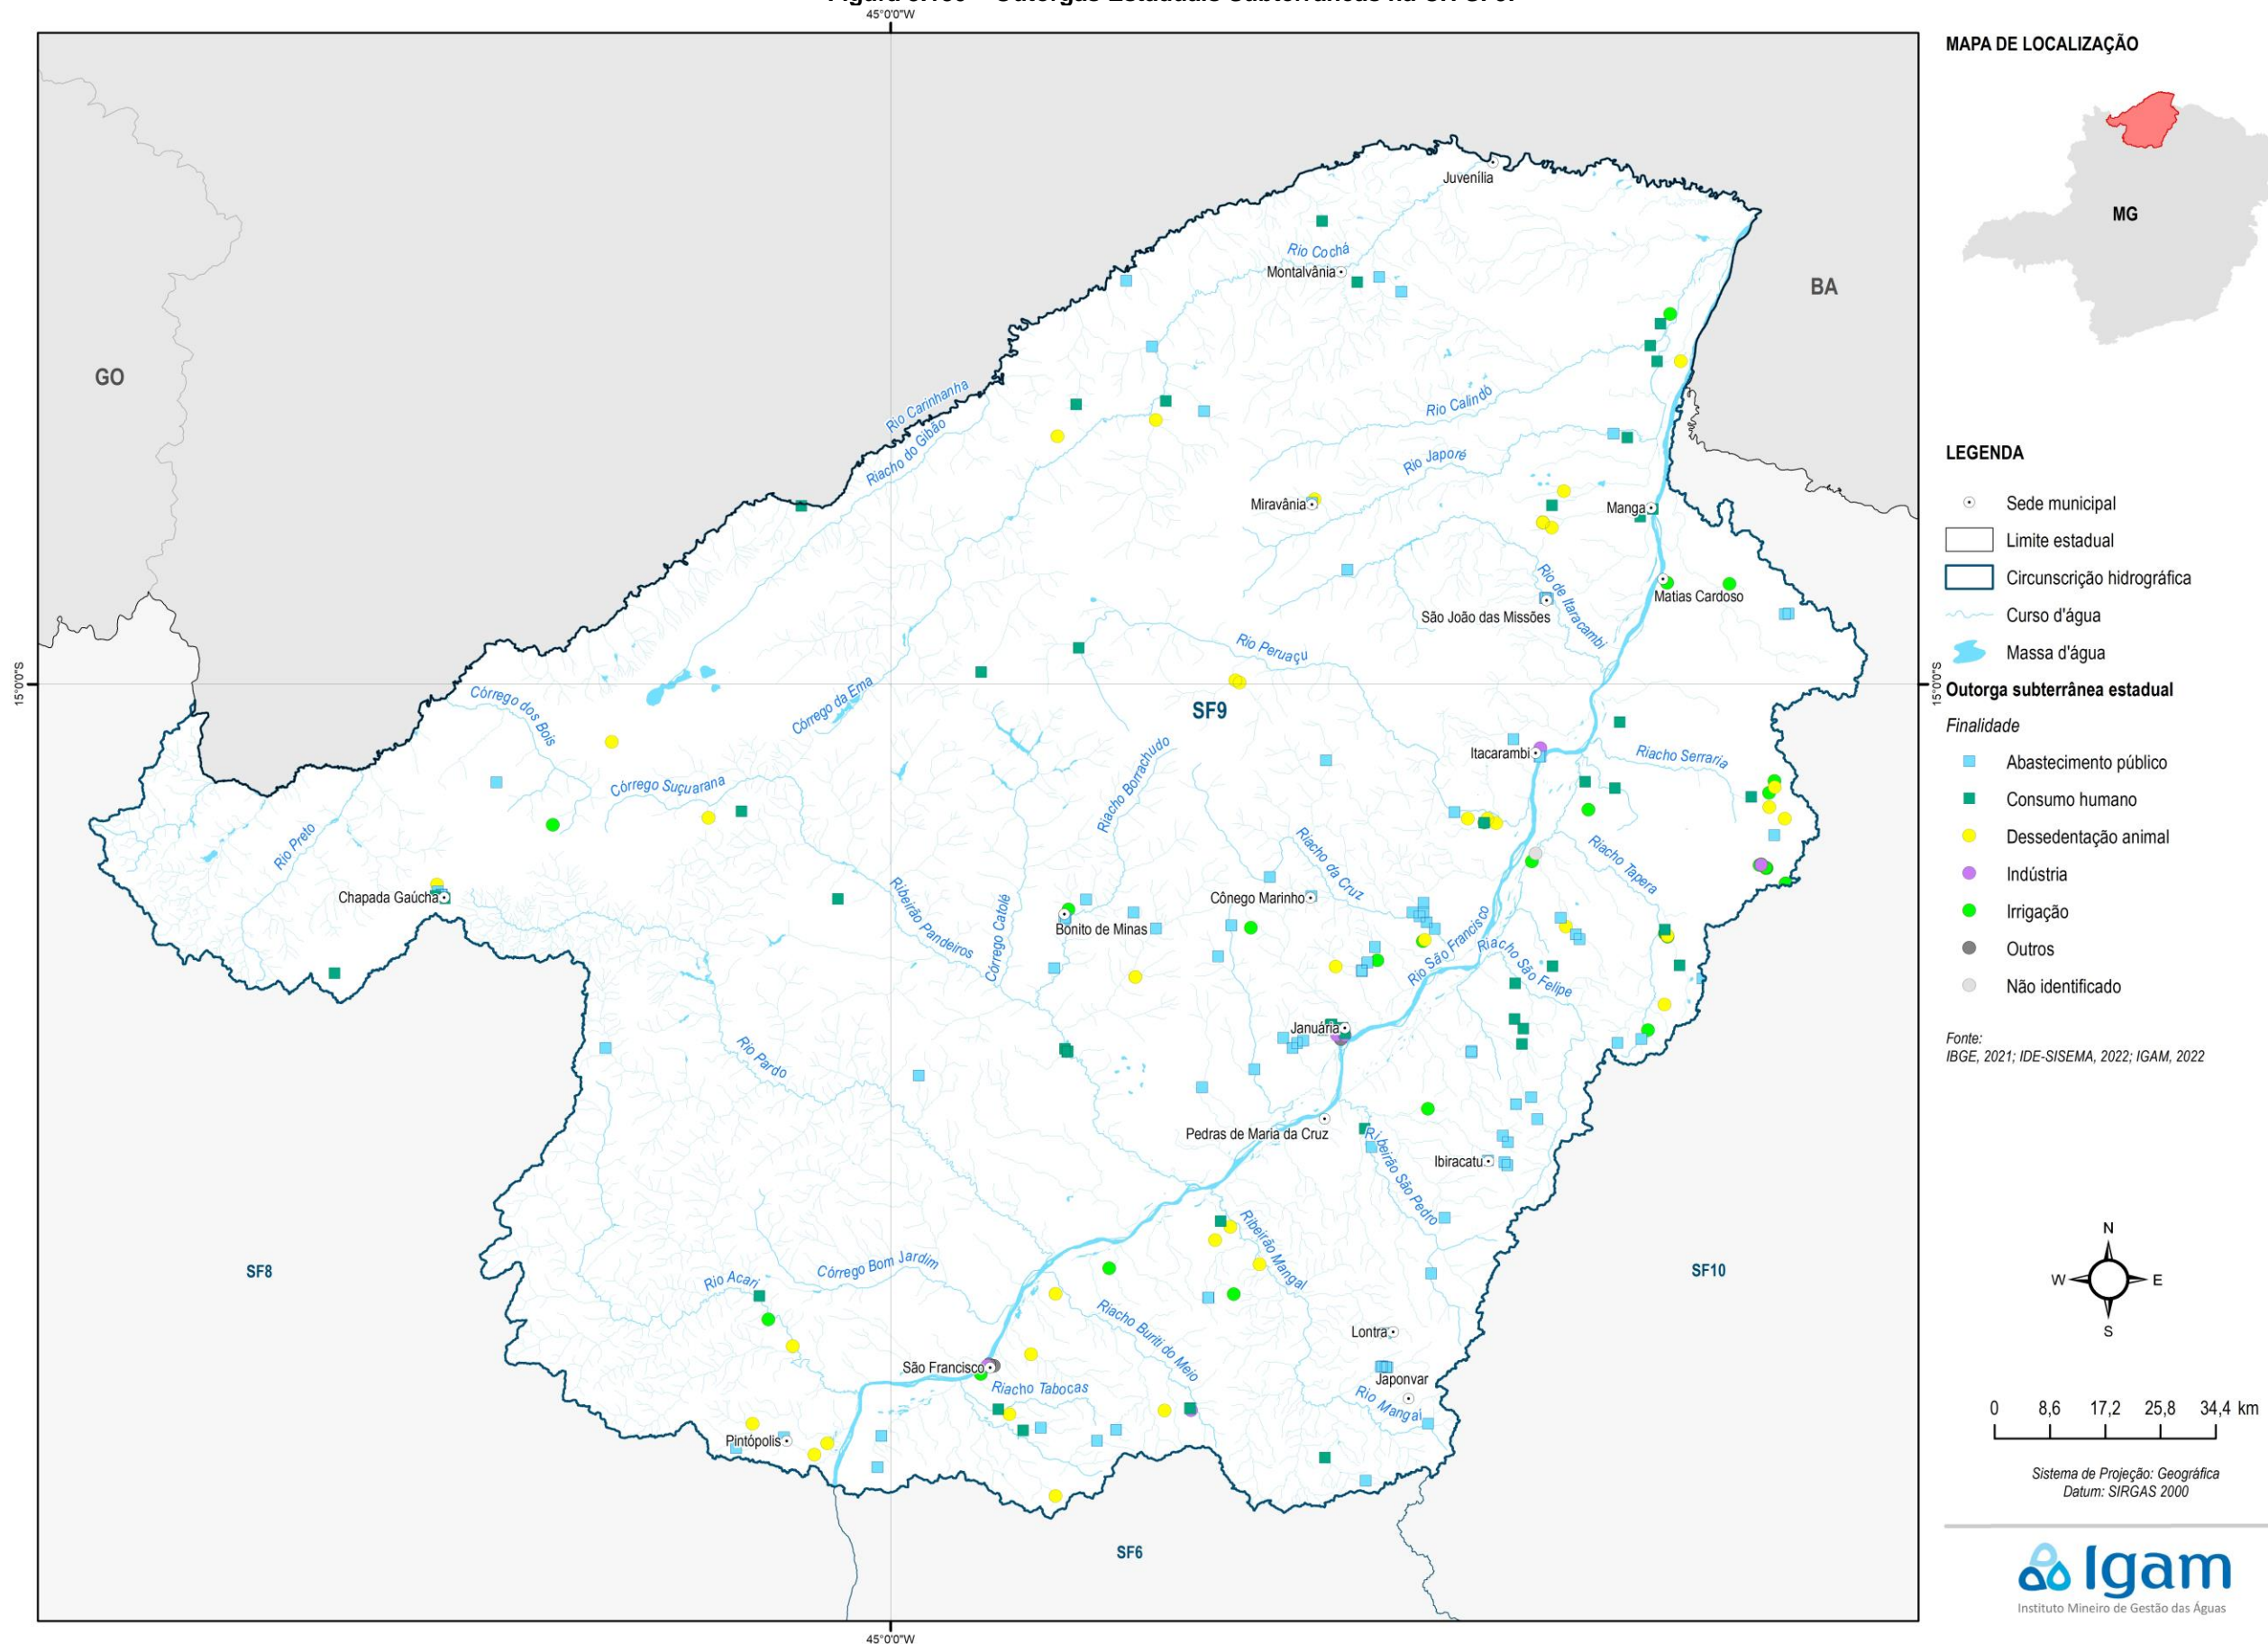 45°0'0"W
MAPA DE LOCALIZAÇÃO
MG
GO
BA
Juvenília
Rio Cochá
Montalvânia
Rio Carinhanha
Riacho do Gibão
Rio Calindó
Rio Japoré
Miravânia
Manga
Rio de Itaracambi
Matias Cardoso
São João das Missões
15°0'0"S
15°0'0"S
Rio Peruaçu
Córrego dos Bois
Córrego da Ema
SF9
Itacarambi
Riacho Serraria
Córrego Suçuarana
Riacho Borrachudo
Rio Preto
Riacho da Cruz
Riacho Tapera
Chapada Gaúcha
Ribeirão Pandeiros
Córrego Catolé
Cônego Marinho
Bonito de Minas
Rio São Francisco
Riacho São Felipe
Januária
Rio Pardo
Pedras de Maria da Cruz
Ribeirão São Pedro
Ibiracatu
Ribeirão Mangal
SF8
Rio Acari
Córrego Bom Jardim
SF10
Riacho Buriti do Meio
Lontra
São Francisco
Riacho Tabocas
Japonvar
Rio Mangaí
Pintópolis
SF6
45°0'0"W
LEGENDA
Sede municipal
Limite estadual
Circunscrição hidrográfica
Curso d'água
Massa d'água
Outorga subterrânea estadual
Finalidade
Abastecimento público
Consumo humano
Dessedentação animal
Indústria
Irrigação
Outros
Não identificado
Fonte:
IBGE, 2021; IDE-SISEMA, 2022; IGAM, 2022
N
W E
S
0 8,6 17,2 25,8 34,4 km
Sistema de Projeção: Geográfica
Datum: SIRGAS 2000
Igam
Instituto Mineiro de Gestão das Águas